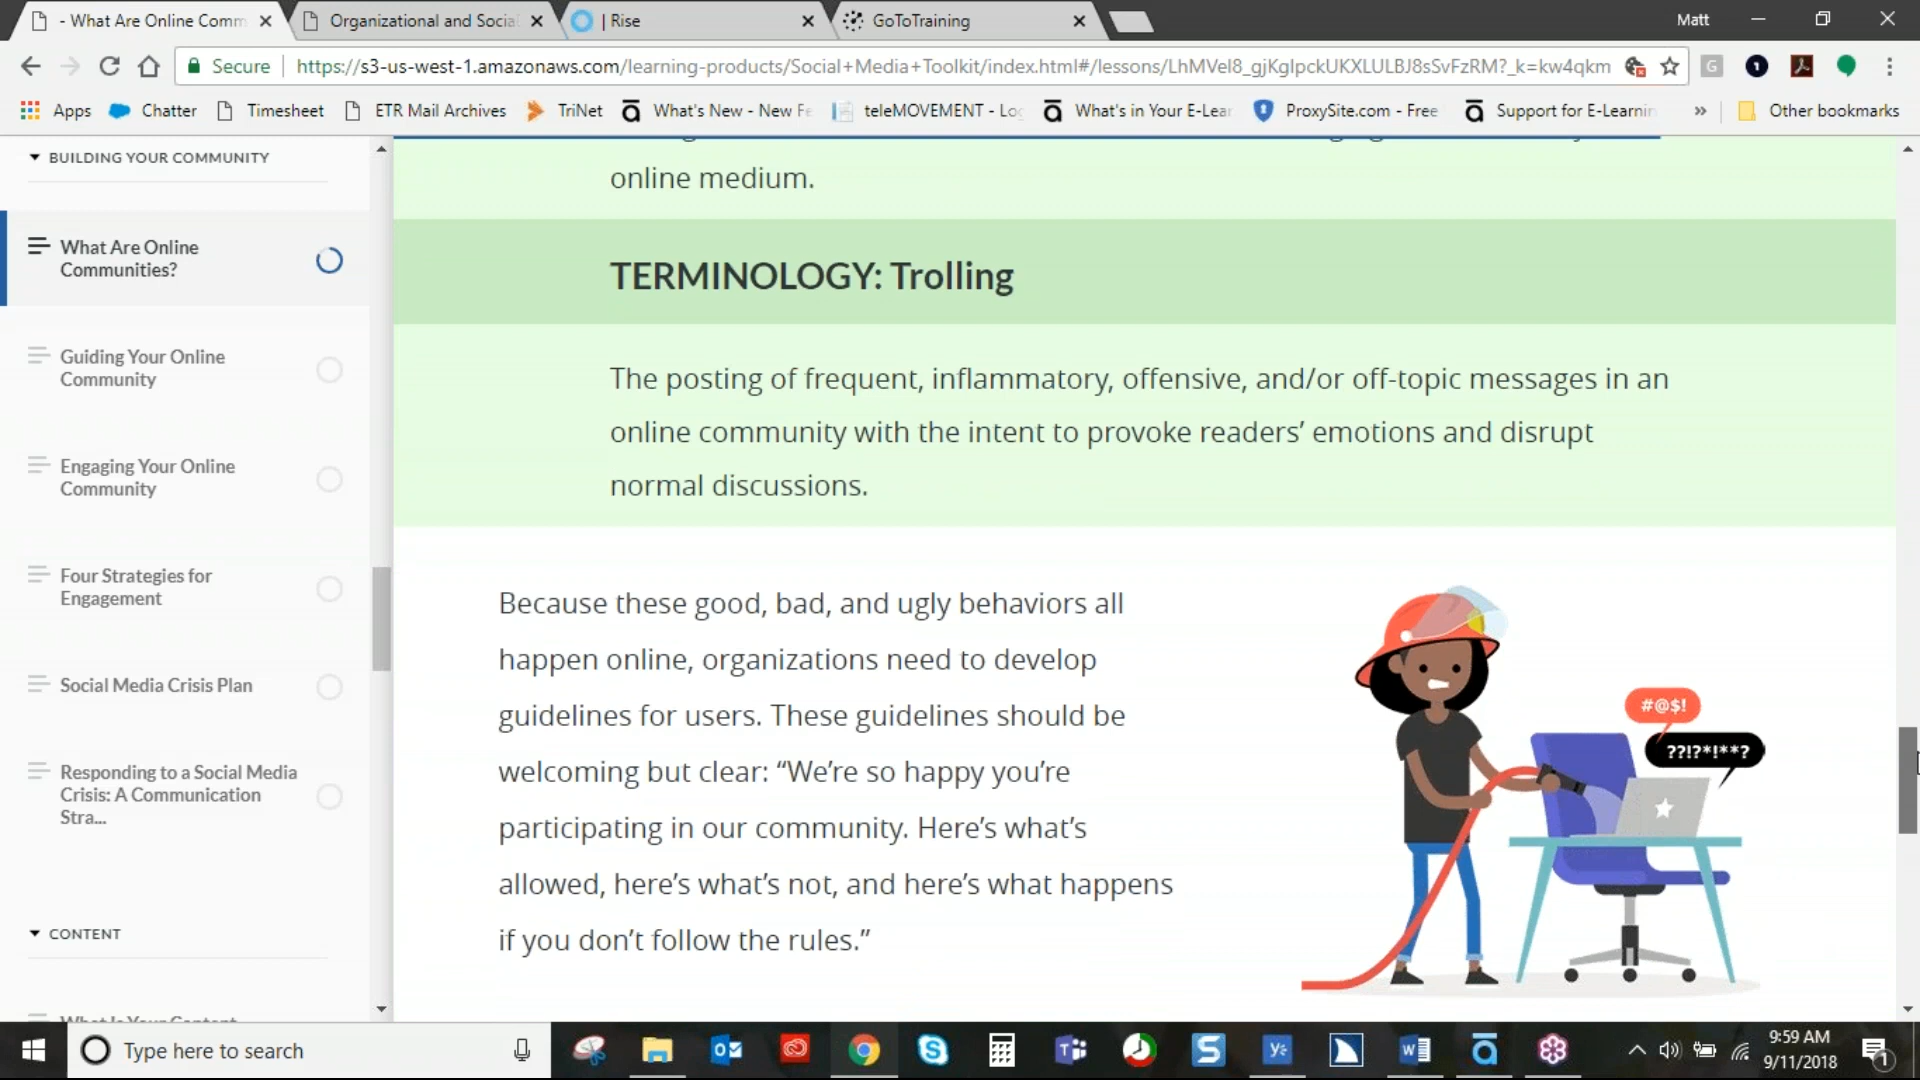 - What Are Online Comm
Organizational and Socia
| Rise
GoToTraining
Matt
Secure
https://s3-us-west-1.amazonaws.com/learning-products/Social+Media+Toolkit/index.html#/lessons/LhMVel8_gjKglpckUKXLULBJ8sSvFzRM?_k=kw4qkm
Apps
Chatter
Timesheet
ETR Mail Archives
TriNet
What's New - New Fe
teleMOVEMENT - Log
What's in Your E-Lear
ProxySite.com - Free
Support for E-Learnin
»
Other bookmarks
BUILDING YOUR COMMUNITY
What Are Online
Communities?
Guiding Your Online
Community
Engaging Your Online
Community
Four Strategies for
Engagement
Social Media Crisis Plan
Responding to a Social Media
Crisis: A Communication
Stra...
CONTENT
What Is Your Content
online medium.
TERMINOLOGY: Trolling
The posting of frequent, inflammatory, offensive, and/or off-topic messages in an
online community with the intent to provoke readers’ emotions and disrupt
normal discussions.
Because these good, bad, and ugly behaviors all
happen online, organizations need to develop
guidelines for users. These guidelines should be
welcoming but clear: “We’re so happy you’re
participating in our community. Here’s what’s
allowed, here’s what’s not, and here’s what happens
if you don’t follow the rules.”
#@$!
??!?*!**?
Type here to search
9:59 AM
9/11/2018
1